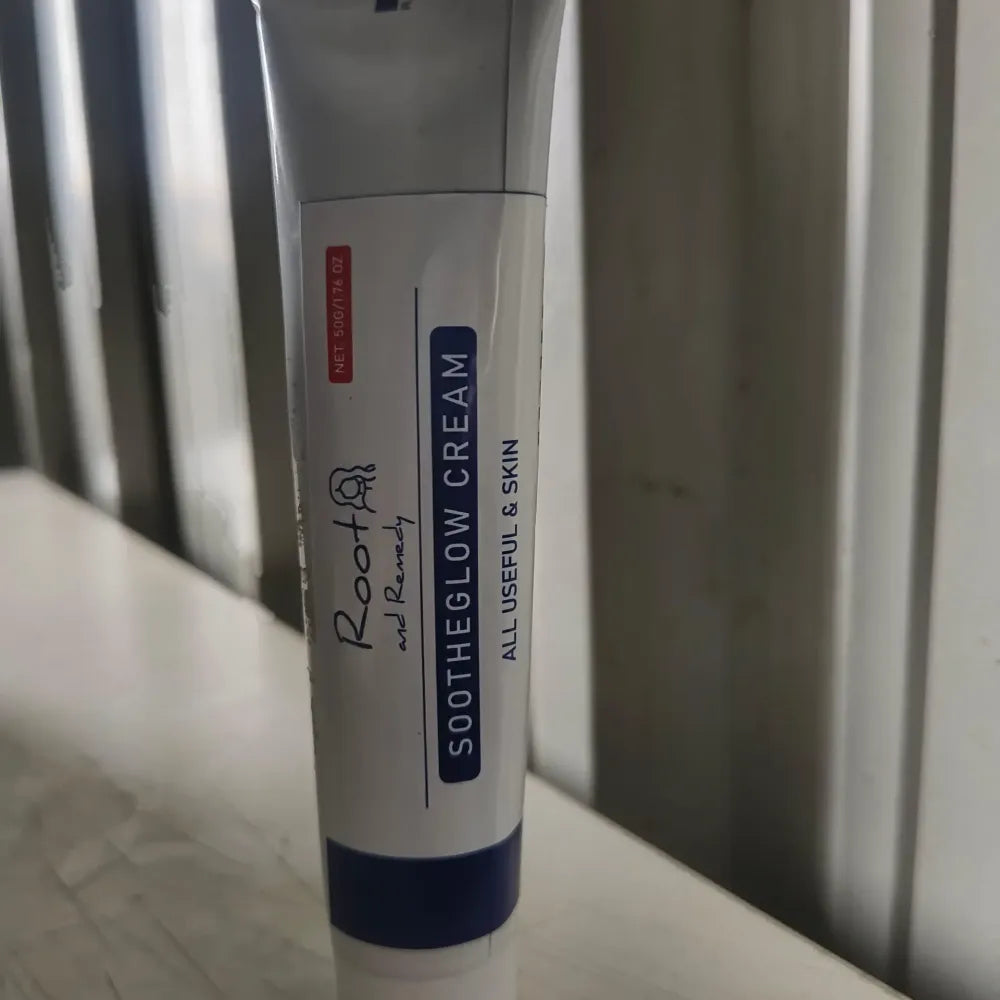 NET 50G/1.76 OZ
Root
and Remedy
SOOTHEGLOW CREAM
ALL USEFUL & SKIN